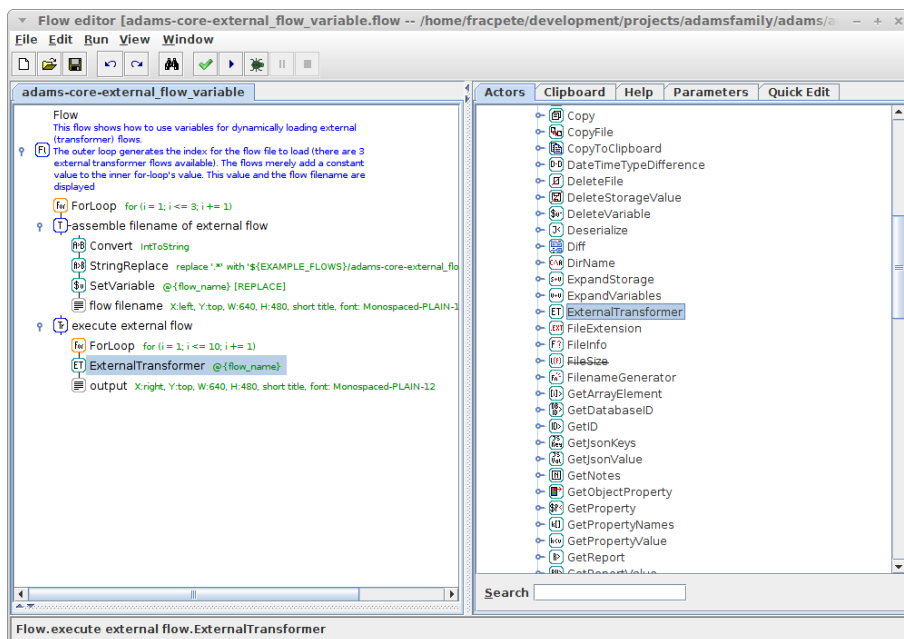 Flow editor [adams-core-external_flow_variable.flow -- /home/fracpete/development/projects/adamsfamily/adams/a
File Edit Run View Window
adams-core-external_flow_variable
Flow
This flow shows how to use variables for dynamically loading external
(transformer) flows.
The outer loop generates the index for the flow file to load (there are 3
external transformer flows available). The flows merely add a constant
value to the inner for-loop's value. This value and the flow filename are
displayed
ForLoop for (i = 1; i <= 3; i += 1)
assemble filename of external flow
Convert IntToString
StringReplace replace '.*' with '${EXAMPLE_FLOWS}/adams-core-external_flo
SetVariable @{flow_name} [REPLACE]
flow filename X:left, Y:top, W:640, H:480, short title, font: Monospaced-PLAIN-1
execute external flow
ForLoop for (i = 1; i <= 10; i += 1)
ET ExternalTransformer @{flow_name}
output X:right, Y:top, W:640, H:480, short title, font: Monospaced-PLAIN-12
Actors Clipboard Help Parameters Quick Edit
Copy
CopyFile
CopyToClipboard
D-D DateTimeTypeDifference
DeleteFile
DeleteStorageValue
DeleteVariable
Deserialize
Diff
DirName
ExpandStorage
ExpandVariables
ET ExternalTransformer
.EXT FileExtension
F? FileInfo
FileSize
FilenameGenerator
GetArrayElement
GetDatabaseID
ID> GetID
GetJsonKeys
GetJsonValue
GetNotes
GetObjectProperty
GetProperty
GetPropertyNames
GetPropertyValue
GetReport
GetReportValue
Search
Flow.execute external flow.ExternalTransformer